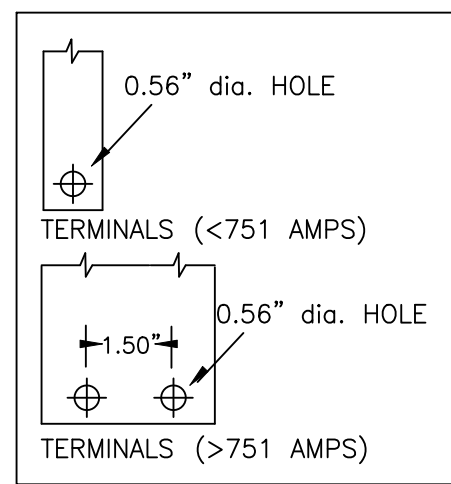 0.56” dia. HOLE
TERMINALS (<751 AMPS)
0.56” dia. HOLE
1.50”
TERMINALS (>751 AMPS)